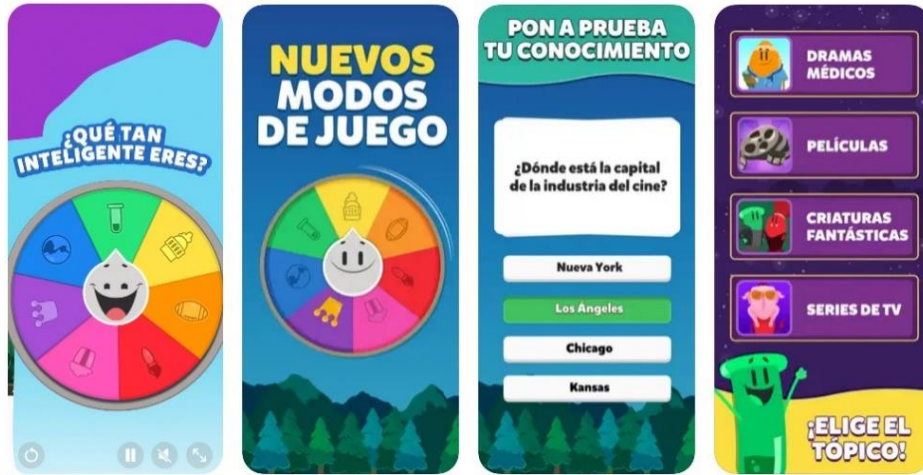 ¿QUÉ TAN
INTELIGENTE ERES?
NUEVOS
MODOS
DE JUEGO
PON A PRUEBA
TU CONOCIMIENTO
¿Dónde está la capital
de la industria del cine?
Nueva York
Los Ángeles
Chicago
Kansas
DRAMAS
MÉDICOS
PELÍCULAS
CRIATURAS
FANTÁSTICAS
SERIES DE TV
¡ELIGE EL
TÓPICO!